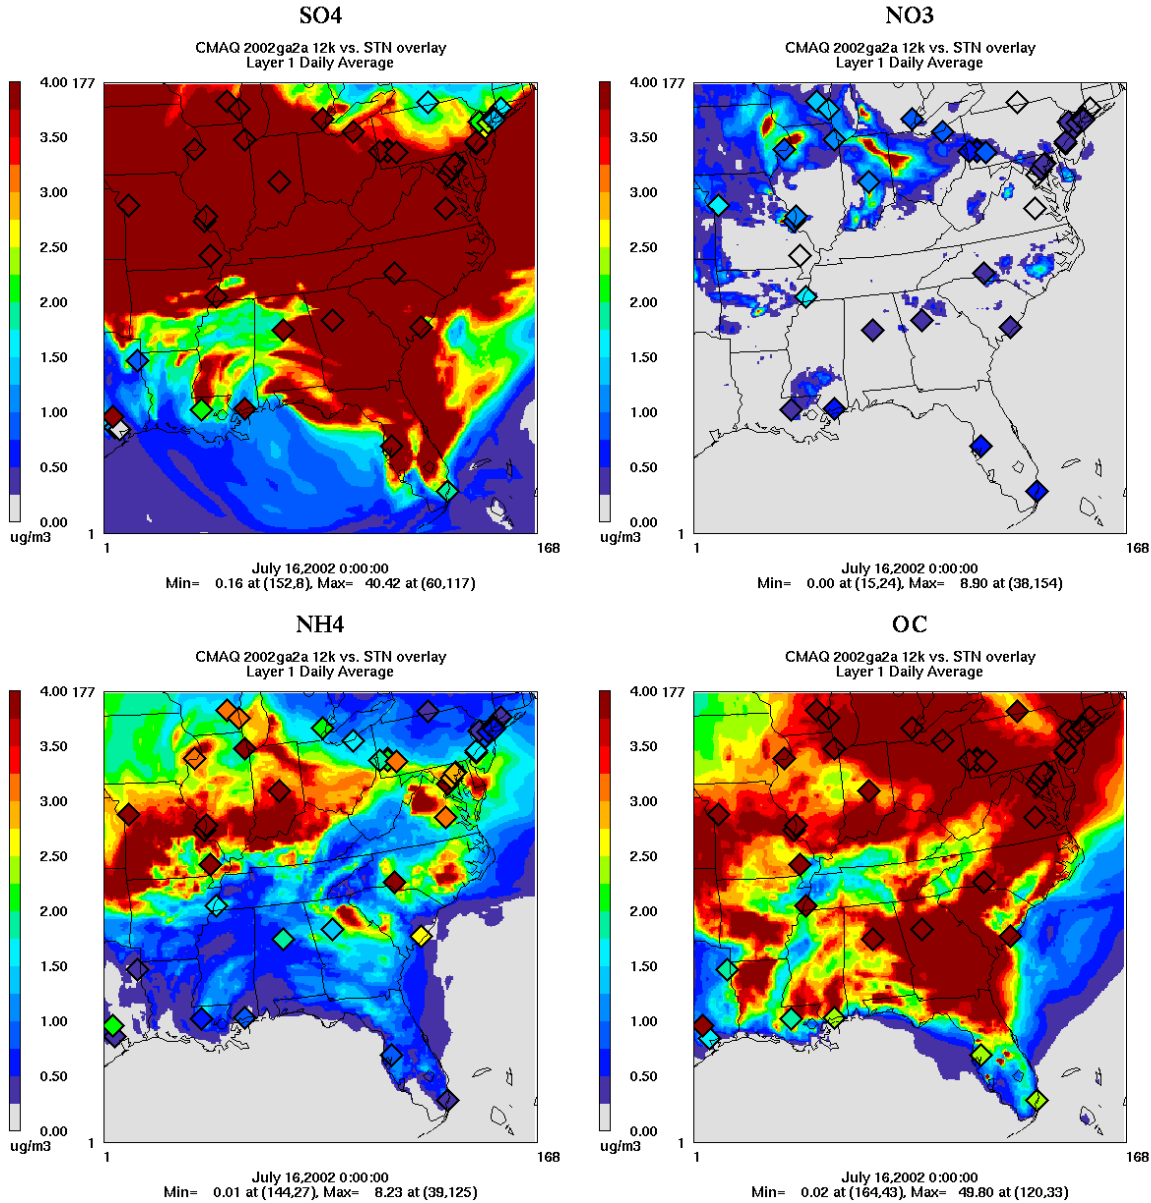 SO4
CMAQ 2002ga2a 12k vs. STN overlay
Layer 1 Daily Average
4.00
3.50
3.00
2.50
2.00
1.50
1.00
0.50
0.00
ug/m3
177
1
1
168
July 16,2002 0:00:00
Min= 0.16 at (152,8), Max= 40.42 at (60,117)
NO3
CMAQ 2002ga2a 12k vs. STN overlay
Layer 1 Daily Average
4.00
3.50
3.00
2.50
2.00
1.50
1.00
0.50
0.00
ug/m3
177
1
1
168
July 16,2002 0:00:00
Min= 0.00 at (15,24), Max= 8.90 at (38,154)
NH4
CMAQ 2002ga2a 12k vs. STN overlay
Layer 1 Daily Average
4.00
3.50
3.00
2.50
2.00
1.50
1.00
0.50
0.00
ug/m3
177
1
1
168
July 16,2002 0:00:00
Min= 0.01 at (144,27), Max= 8.23 at (39,125)
OC
CMAQ 2002ga2a 12k vs. STN overlay
Layer 1 Daily Average
4.00
3.50
3.00
2.50
2.00
1.50
1.00
0.50
0.00
ug/m3
177
1
1
168
July 16,2002 0:00:00
Min= 0.02 at (164,43), Max= 49.80 at (120,33)